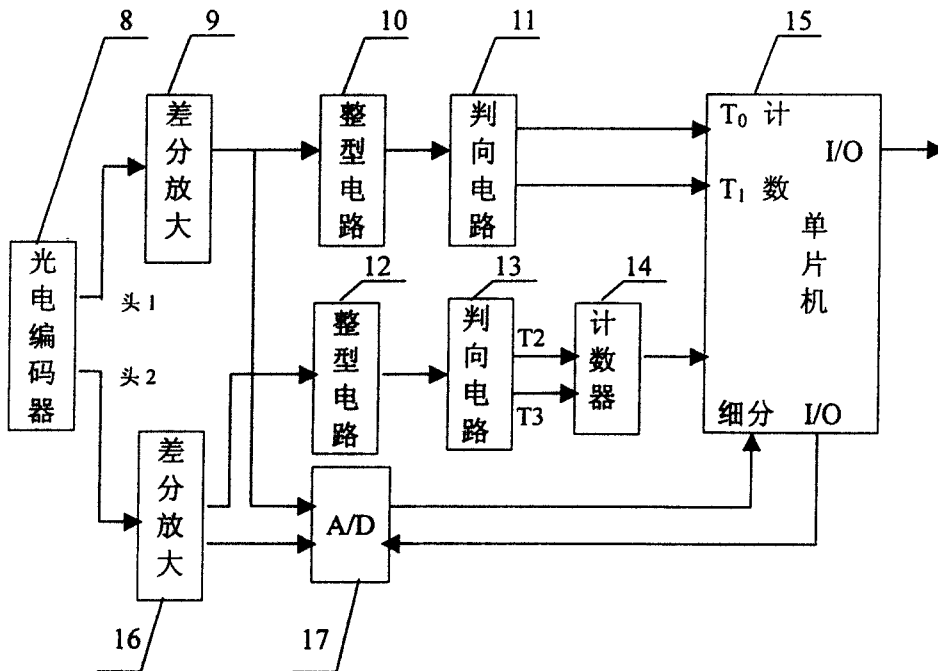 8
9
10
11
15
差分放大
整型电路
判向电路
T₀ 计
I/O
T₁ 数
单片机
光电编码器
头1
头2
12
13
14
整型电路
判向电路
T2
T3
计数器
细分
I/O
差分放大
A/D
16
17